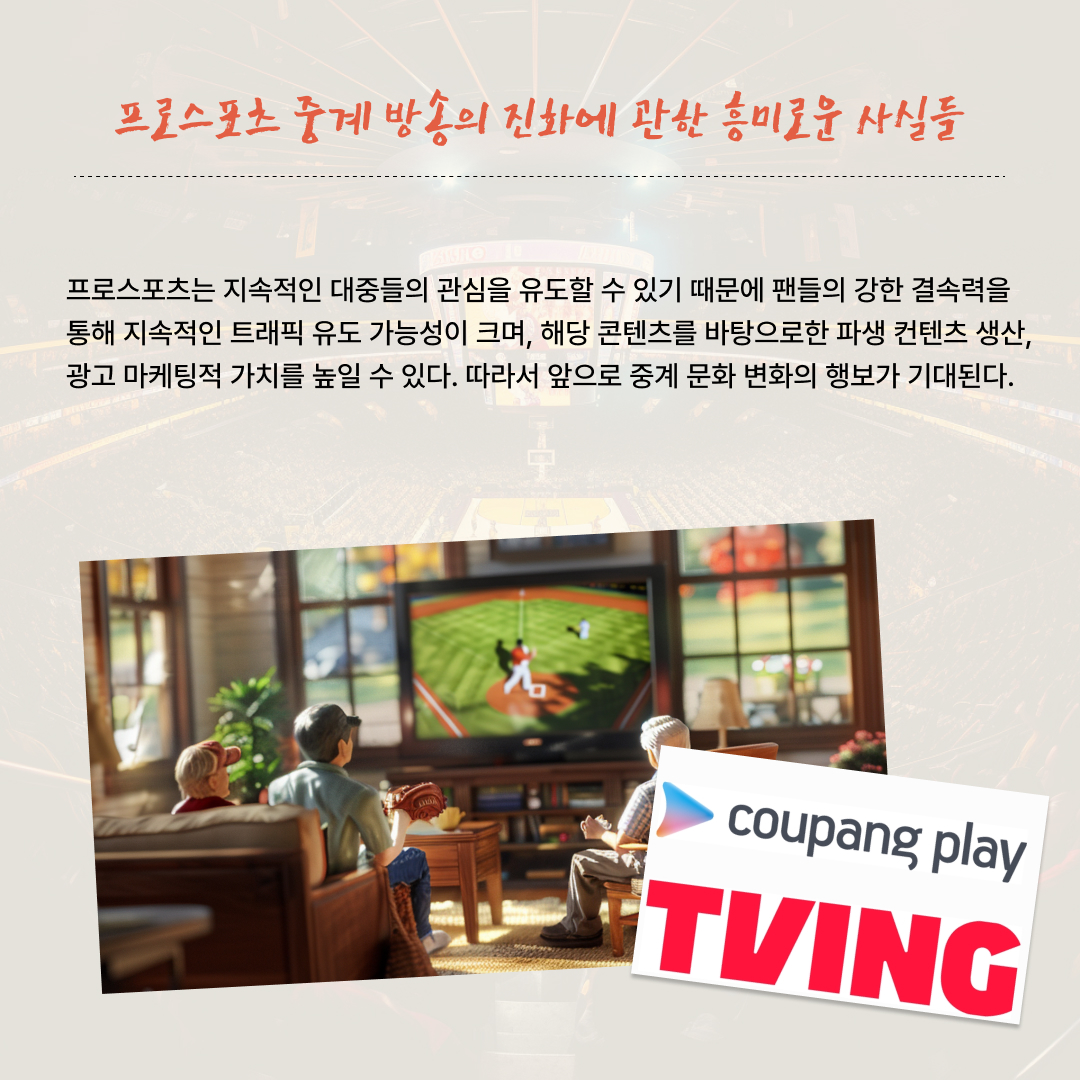 프로스포츠 중계 방송의 진화에 관한 흥미로운 사실들
프로스포츠는 지속적인 대중들의 관심을 유도할 수 있기 때문에 팬들의 강한 결속력을
통해 지속적인 트래픽 유도 가능성이 크며, 해당 콘텐츠를 바탕으로한 파생 컨텐츠 생산,
광고 마케팅적 가치를 높일 수 있다. 따라서 앞으로 중계 문화 변화의 행보가 기대된다.
coupang play
TVING